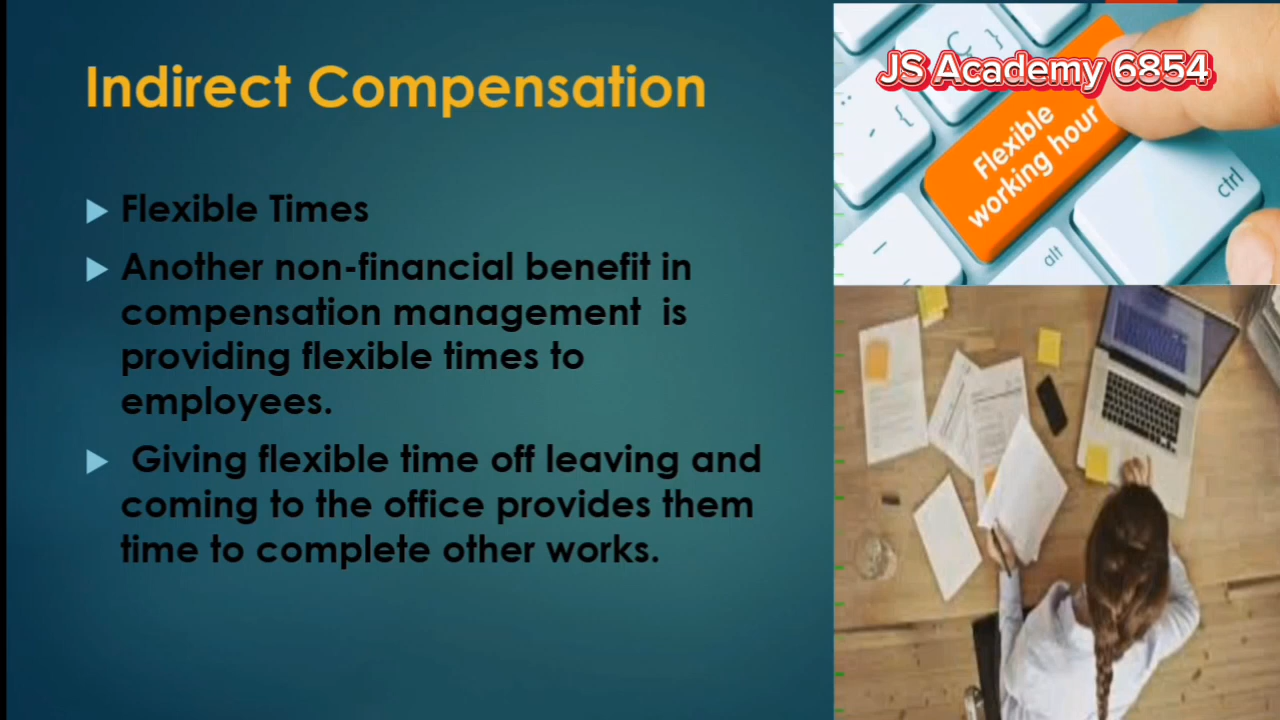 Indirect Compensation
JS Academy 6854
Flexible Times
Another non-financial benefit in
compensation management is
providing flexible times to
employees.
Giving flexible time off leaving and
coming to the office provides them
time to complete other works.
Flexible
working hour
ctrl
alt